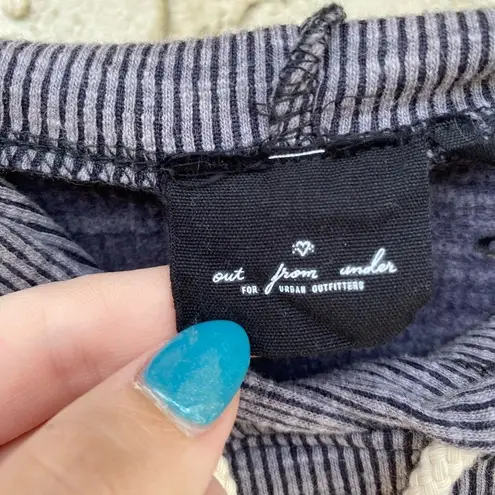 out from under
FOR URBAN OUTFITTERS